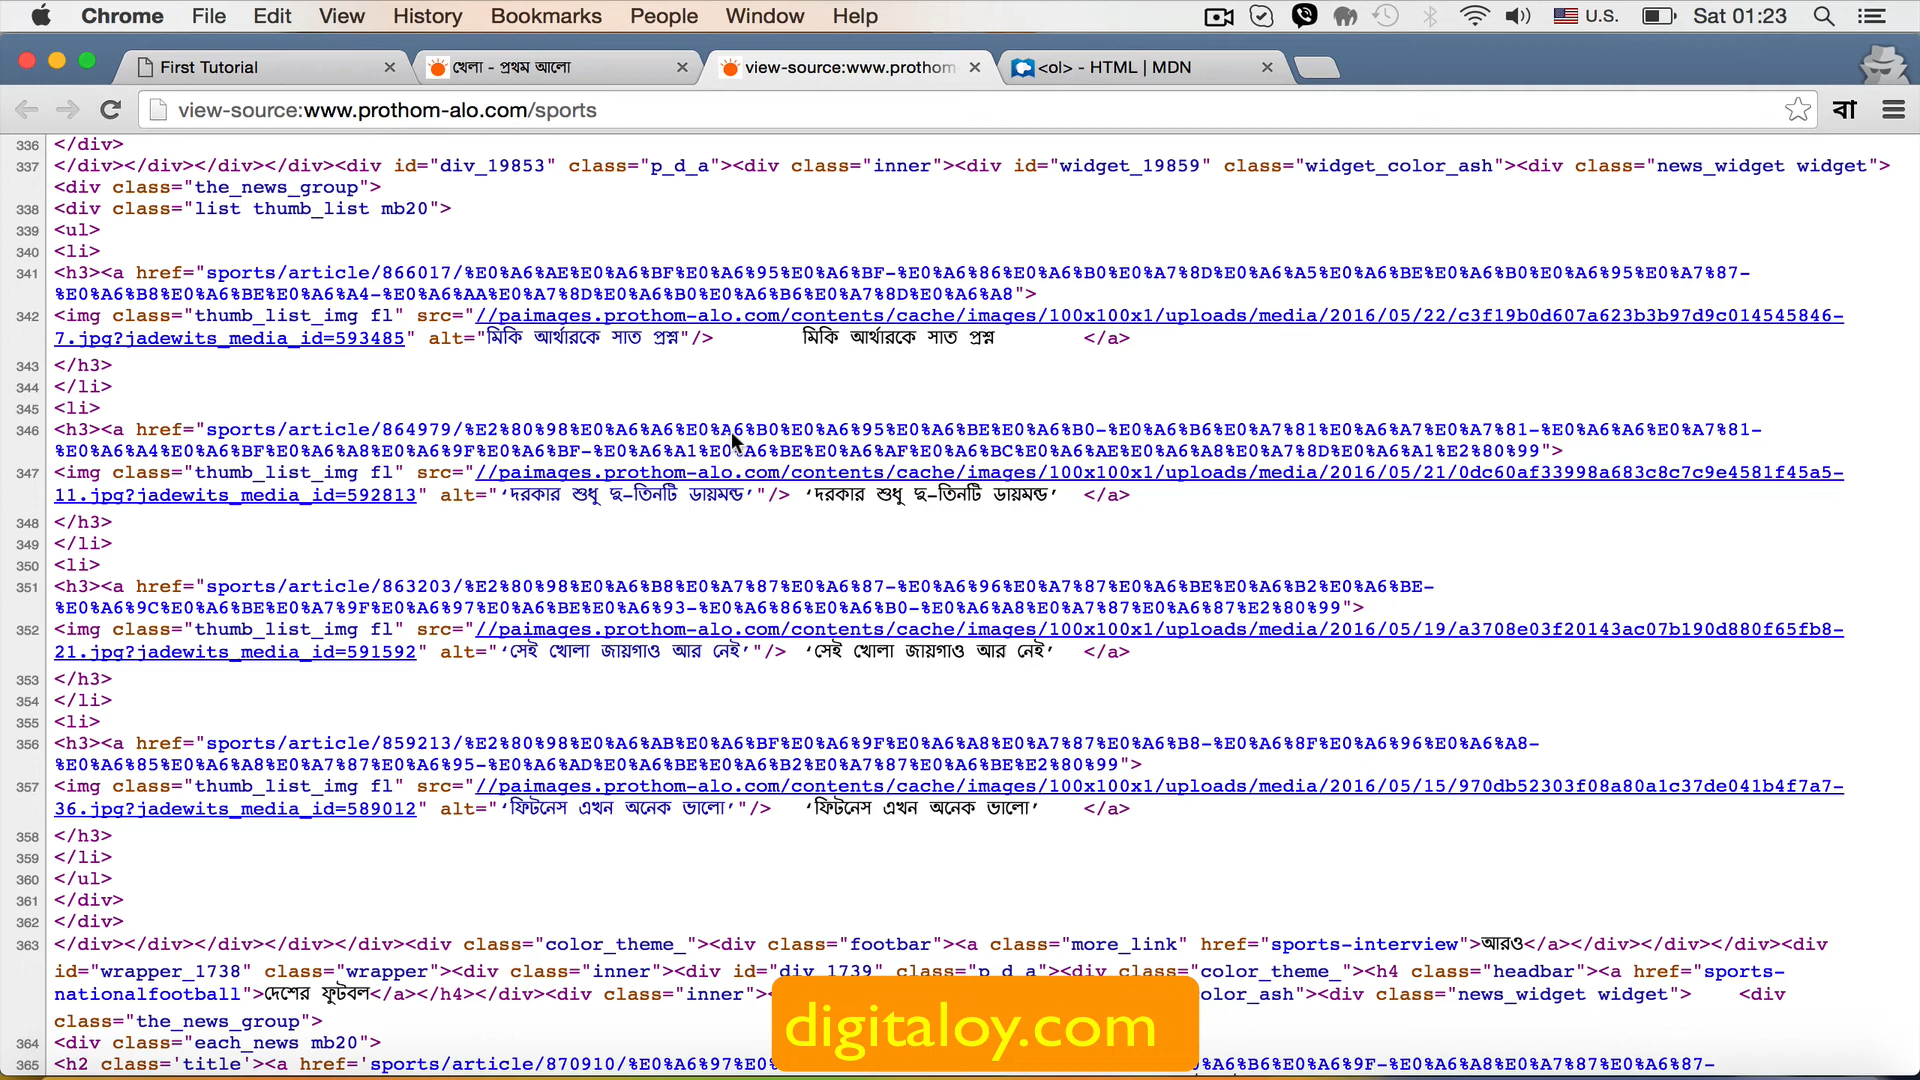 Chrome File Edit View History Bookmarks People Window Help U.S. Sat 01:23
First Tutorial
খেলা - প্রথম আলো
view-source:www.prothom
<ol> - HTML | MDN
view-source:www.prothom-alo.com/sports
বা
336 </div>
337 </div></div></div></div><div id="div_19853" class="p_d_a"><div class="inner"><div id="widget_19859" class="widget_color_ash"><div class="news_widget widget">
<div class="the_news_group">
338 <div class="list thumb_list mb20">
339 <ul>
340 <li>
341 <h3><a href="sports/article/866017/%E0%A6%AE%E0%A6%BF%E0%A6%95%E0%A6%BF-%E0%A6%86%E0%A6%B0%E0%A7%8D%E0%A6%A5%E0%A6%BE%E0%A6%B0%E0%A6%95%E0%A7%87-
%E0%A6%B8%E0%A6%BE%E0%A6%A4-%E0%A6%AA%E0%A7%8D%E0%A6%B0%E0%A6%B6%E0%A7%8D%E0%A6%A8">
342 <img class="thumb_list_img fl" src="//paimages.prothom-alo.com/contents/cache/images/100x100x1/uploads/media/2016/05/22/c3f19b0d607a623b3b97d9c014545846-
7.jpg?jadewits_media_id=593485" alt="মিকি আর্থারকে সাত প্রশ্ন"/> মিকি আর্থারকে সাত প্রশ্ন </a>
343 </h3>
344 </li>
345 <li>
346 <h3><a href="sports/article/864979/%E2%80%98%E0%A6%A6%E0%A6%B0%E0%A6%95%E0%A6%BE%E0%A6%B0-%E0%A6%B6%E0%A7%81%E0%A6%A7%E0%A7%81-%E0%A6%A6%E0%A7%81-
%E0%A6%A4%E0%A6%BF%E0%A6%A8%E0%A6%9F%E0%A6%BF-%E0%A6%A1%E0%A6%BE%E0%A6%AF%E0%A6%BC%E0%A6%AE%E0%A6%A8%E0%A7%8D%E0%A6%A1%E2%80%99">
347 <img class="thumb_list_img fl" src="//paimages.prothom-alo.com/contents/cache/images/100x100x1/uploads/media/2016/05/21/0dc60af33998a683c8c7c9e4581f45a5-
11.jpg?jadewits_media_id=592813" alt="‘দরকার শুধু দু-তিনটি ডায়মন্ড’"/> ‘দরকার শুধু দু-তিনটি ডায়মন্ড’ </a>
348 </h3>
349 </li>
350 <li>
351 <h3><a href="sports/article/863203/%E2%80%98%E0%A6%B8%E0%A7%87%E0%A6%87-%E0%A6%96%E0%A7%87%E0%A6%BE%E0%A6%B2%E0%A6%BE-
%E0%A6%9C%E0%A6%BE%E0%A7%9F%E0%A6%97%E0%A6%BE%E0%A6%93-%E0%A6%86%E0%A6%B0-%E0%A6%A8%E0%A7%87%E0%A6%87%E2%80%99">
352 <img class="thumb_list_img fl" src="//paimages.prothom-alo.com/contents/cache/images/100x100x1/uploads/media/2016/05/19/a3708e03f20143ac07b190d880f65fb8-
21.jpg?jadewits_media_id=591592" alt="‘সেই খোলা জায়গাও আর নেই’"/> ‘সেই খোলা জায়গাও আর নেই’ </a>
353 </h3>
354 </li>
355 <li>
356 <h3><a href="sports/article/859213/%E2%80%98%E0%A6%AB%E0%A6%BF%E0%A6%9F%E0%A6%A8%E0%A7%87%E0%A6%B8-%E0%A6%8F%E0%A6%96%E0%A6%A8-
%E0%A6%85%E0%A6%A8%E0%A7%87%E0%A6%95-%E0%A6%AD%E0%A6%BE%E0%A6%B2%E0%A7%87%E0%A6%BE%E2%80%99">
357 <img class="thumb_list_img fl" src="//paimages.prothom-alo.com/contents/cache/images/100x100x1/uploads/media/2016/05/15/970db52303f08a80a1c37de041b4f7a7-
36.jpg?jadewits_media_id=589012" alt="‘ফিটনেস এখন অনেক ভালো’"/> ‘ফিটনেস এখন অনেক ভালো’ </a>
358 </h3>
359 </li>
360 </ul>
361 </div>
362 </div>
363 </div></div></div></div><div class="color_theme_"><div class="footbar"><a class="more_link" href="sports-interview">আরও</a></div></div></div><div
id="wrapper_1738" class="wrapper"><div class="inner"><div id="div_1739" class="p_d_a"><div class="color_theme_"><h4 class="headbar"><a href="sports-
nationalfootball">দেশের ফুটবল</a></h4></div><div class="inner"> olor_ash"><div class="news_widget widget"> <div
class="the_news_group">
364 <div class="each_news mb20">
365 <h2 class='title'><a href='sports/article/870910/%E0%A6%97%E0%A6 %A6%B6%E0%A6%9F-%E0%A6%A8%E0%A7%87-
digitaloy.com